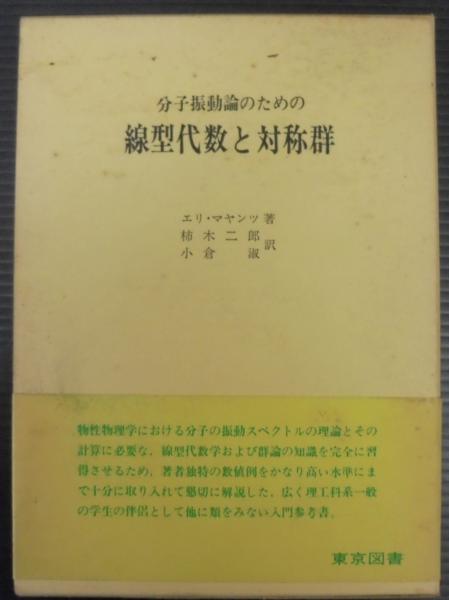 分子振動論のための
線型代数と対称群
エリ・マヤンツ 著
柿木二郎
小倉淑 訳
物性物理学における分子の振動スペクトルの理論とその
計算に必要な、線型代数学および群論の知識を完全に習
得させるため、著者独特の数値例をかなり高い水準にま
で十分に取り入れて懇切に解説した、広く理工科系一般
の学生の伴侶として他に類をみない入門参考書。
東京図書